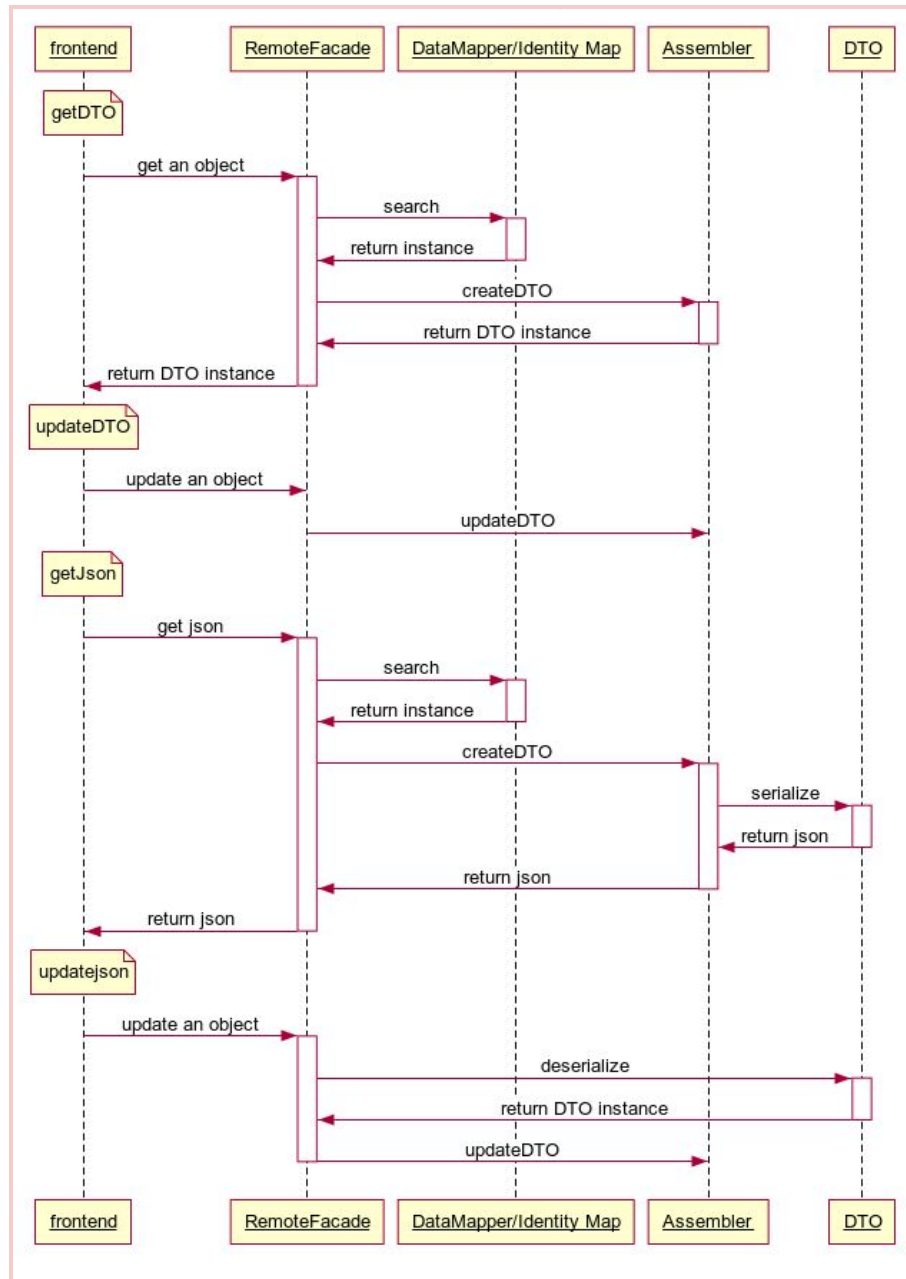 frontend
RemoteFacade
DataMapper/Identity Map
Assembler
DTO
getDTO
get an object
search
return instance
createDTO
return DTO instance
return DTO instance
updateDTO
update an object
updateDTO
getJson
get json
search
return instance
createDTO
serialize
return json
return json
return json
updatejson
update an object
deserialize
return DTO instance
updateDTO
frontend
RemoteFacade
DataMapper/Identity Map
Assembler
DTO